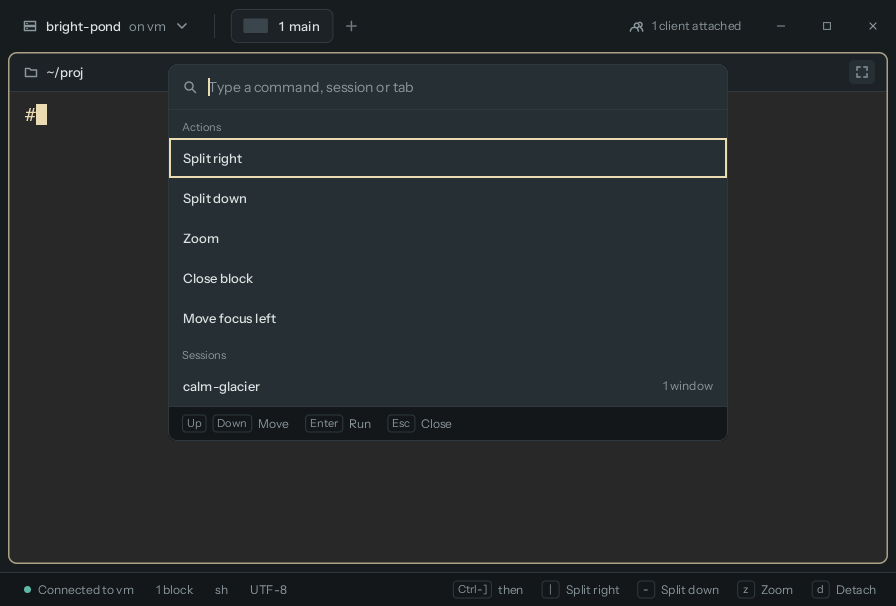 bright-pond on vm 1 main + 1 client attached
~/proj
Type a command, session or tab
#
Actions
Split right
Split down
Zoom
Close block
Move focus left
Sessions
calm-glacier 1 window
Up Down Move Enter Run Esc Close
Connected to vm 1 block sh UTF-8 Ctrl-] then | Split right - Split down z Zoom d Detach